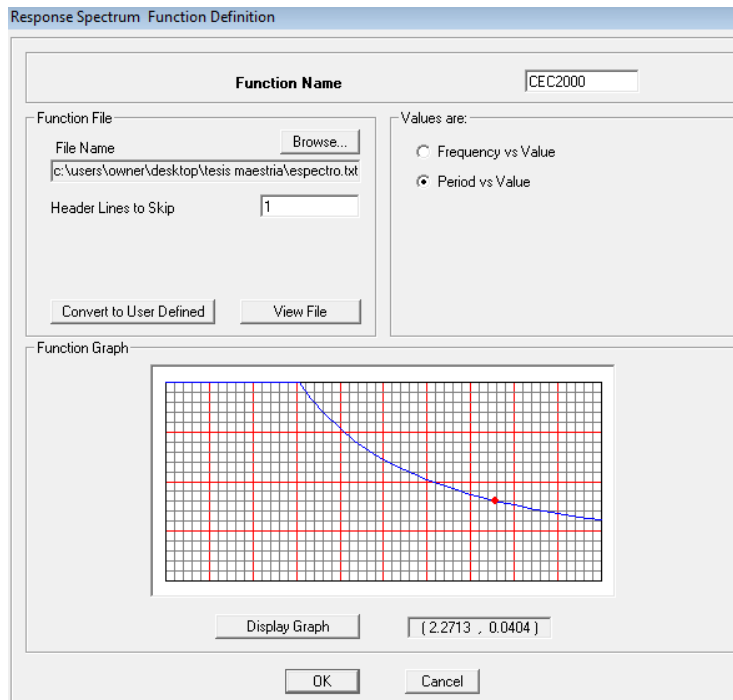 Response Spectrum Function Definition
Function Name
CEC2000
Function File
File Name
Browse...
c:\users\owner\desktop\tesis maestria\espectro.txt
Header Lines to Skip
1
Convert to User Defined
View File
Values are:
Frequency vs Value
Period vs Value
Function Graph
Display Graph
( 2.2713 , 0.0404 )
OK
Cancel